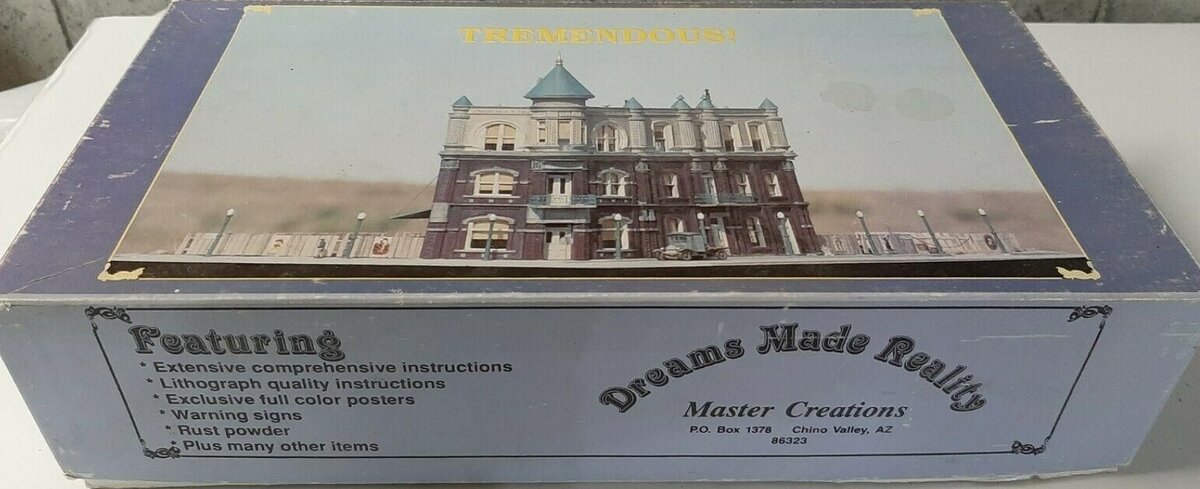 TREMENDOUS!
Featuring
* Extensive comprehensive instructions
* Lithograph quality instructions
* Exclusive full color posters
* Warning signs
* Rust powder
* Plus many other items
Dreams Made Reality
Master Creations
P.O. Box 1378 Chino Valley, AZ
86323